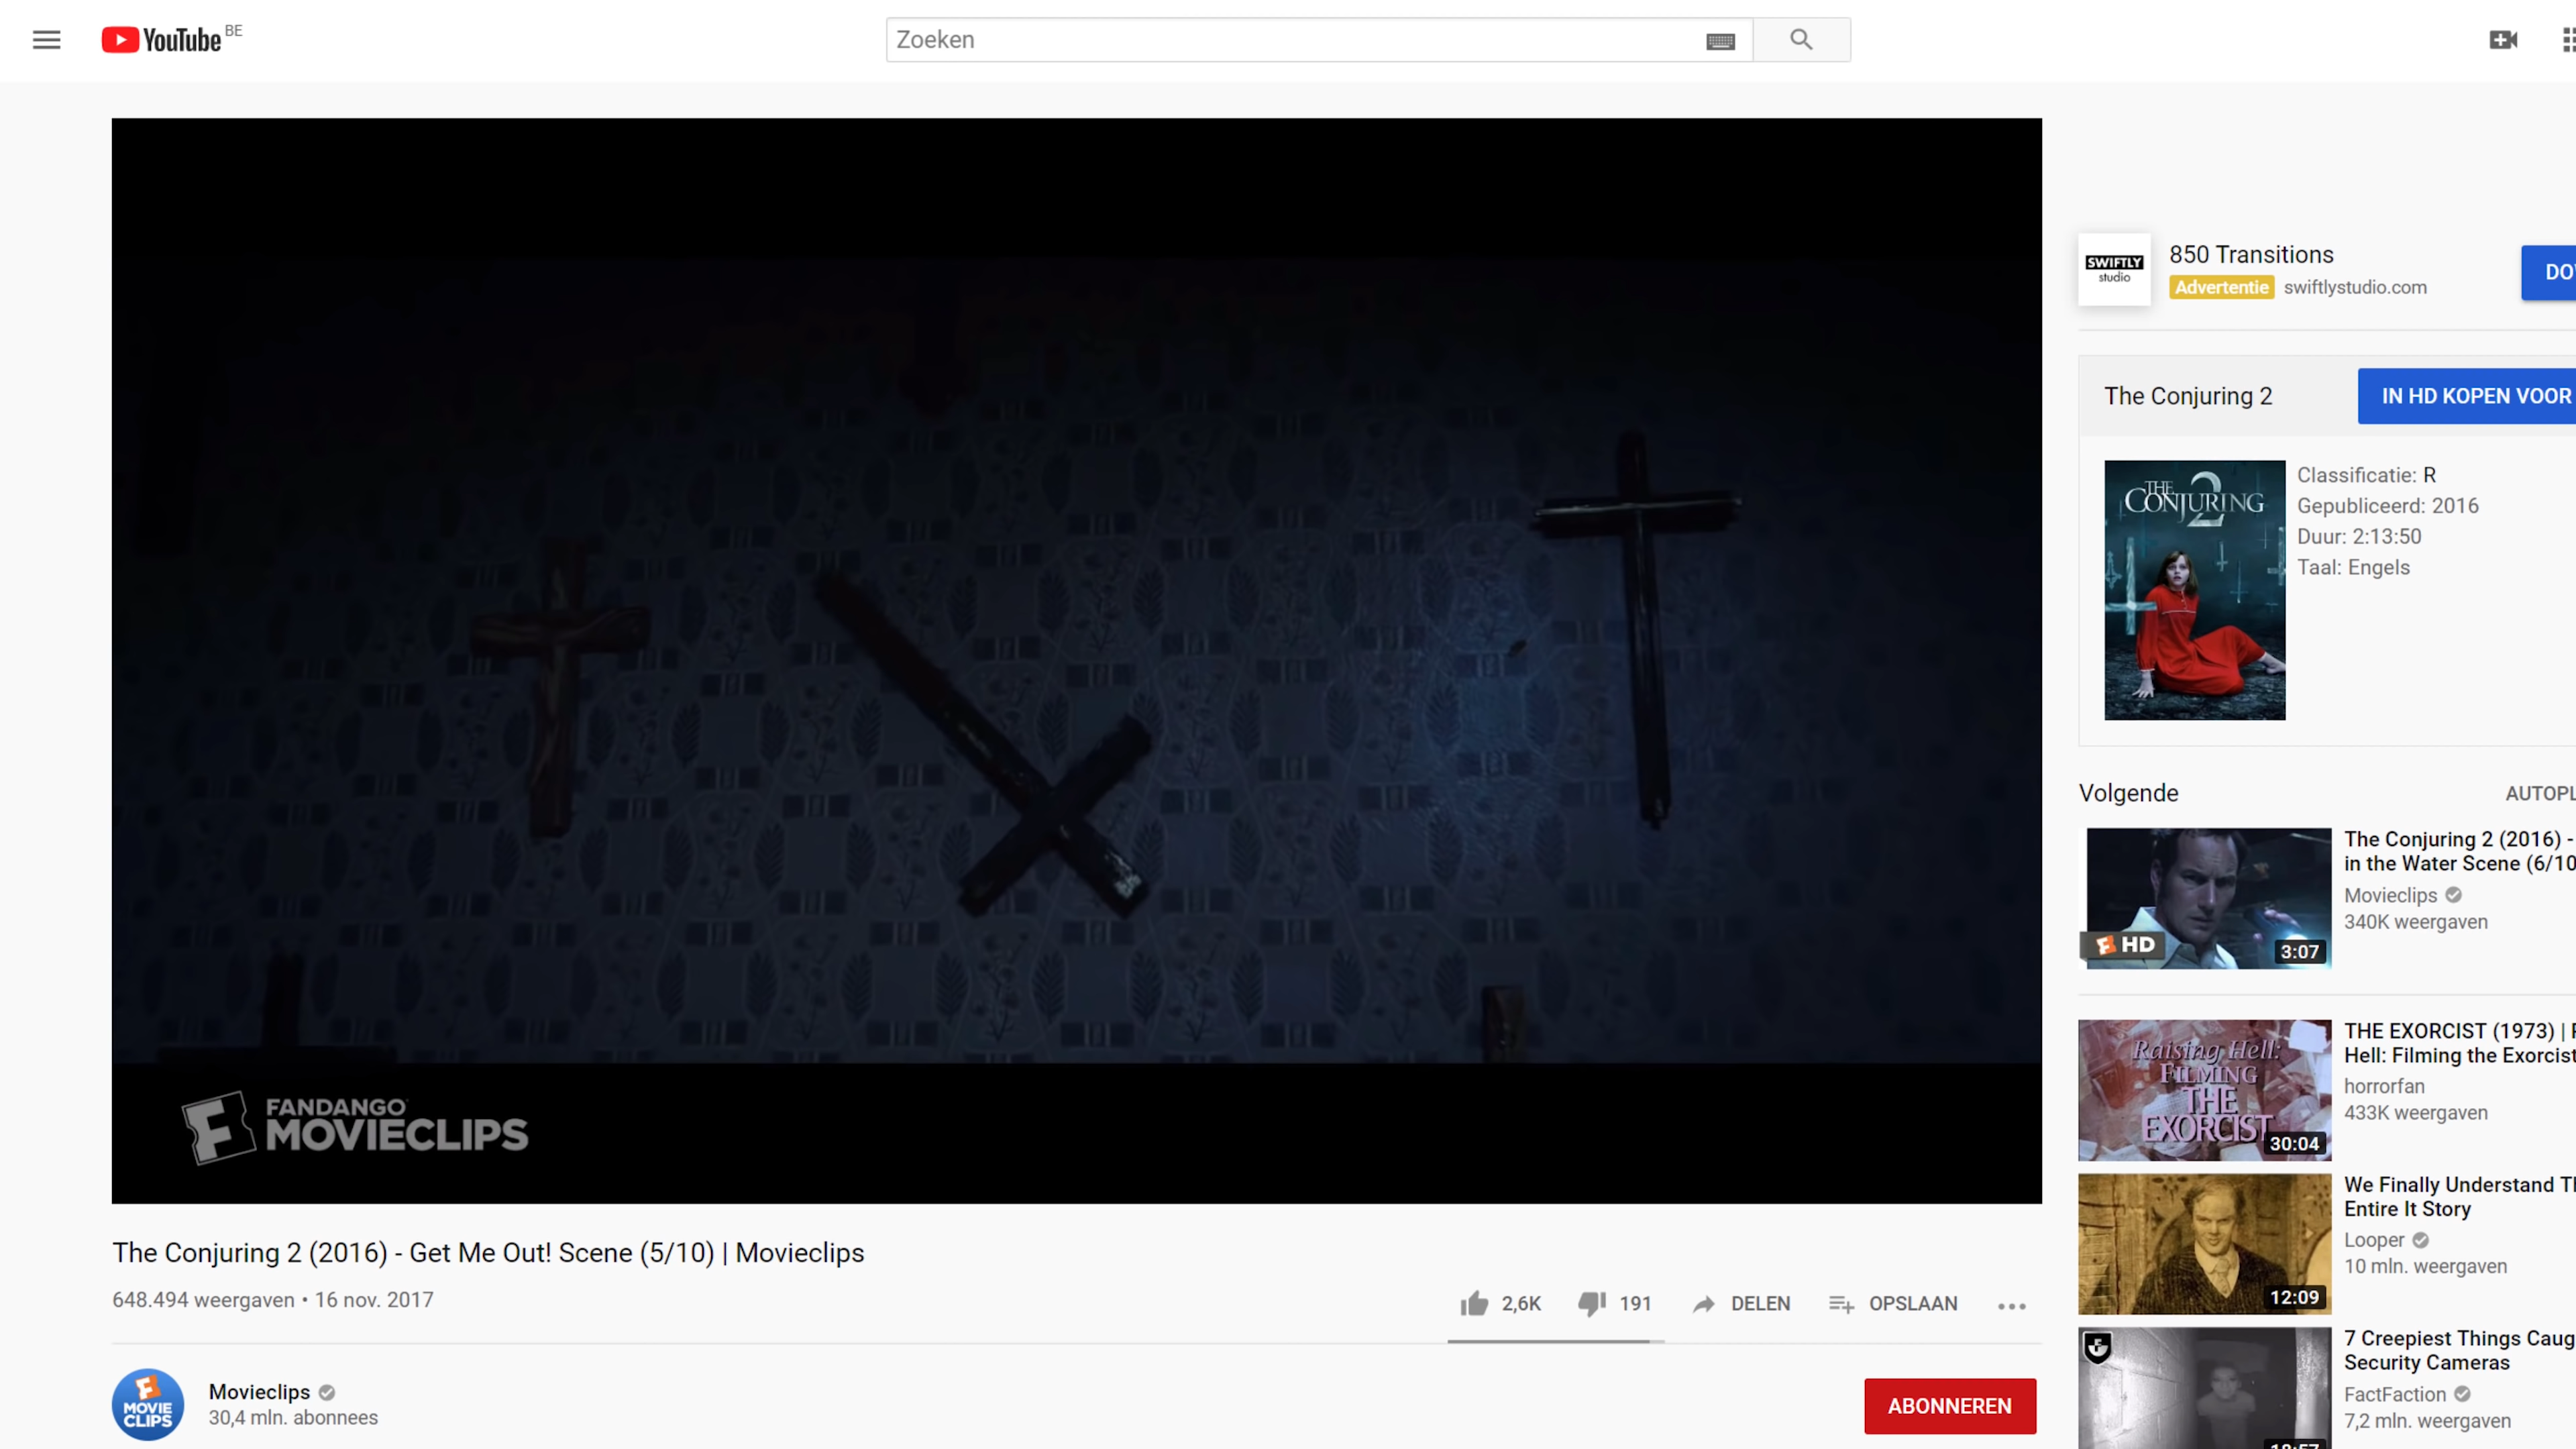 YouTube BE
Zoeken
SWIFTLY
studio
850 Transitions
Advertentie swiftlystudio.com
The Conjuring 2
IN HD KOPEN VOOR
THE
CONJURING
2
Classificatie: R
Gepubliceerd: 2016
Duur: 2:13:50
Taal: Engels
Volgende
HD
3:07
The Conjuring 2 (2016) -
in the Water Scene (6/10
Movieclips
340K weergaven
Raising Hell:
FILMING
THE
EXORCIST
30:04
THE EXORCIST (1973) |
Hell: Filming the Exorcist
horrorfan
433K weergaven
12:09
We Finally Understand
Entire It Story
Looper
10 mln. weergaven
7 Creepiest Things
Security Cameras
FactFaction
7,2 mln. weergaven
FANDANGO
MOVIECLIPS
The Conjuring 2 (2016) - Get Me Out! Scene (5/10) | Movieclips
648.494 weergaven • 16 nov. 2017
2,6K 191 DELEN OPSLAAN
MOVIE
CLIPS
Movieclips
30,4 mln. abonnees
ABONNEREN